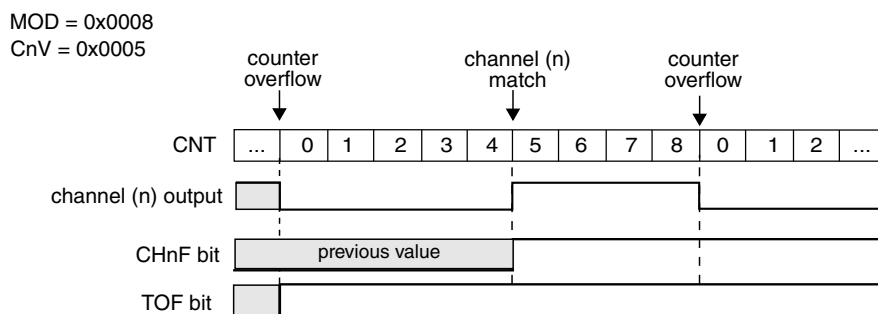 MOD = 0x0008
CnV = 0x0005
counter
overflow
channel (n)
match
counter
overflow
CNT ... 0 1 2 3 4 5 6 7 8 0 1 2 ...
channel (n) output
CHnF bit previous value
TOF bit